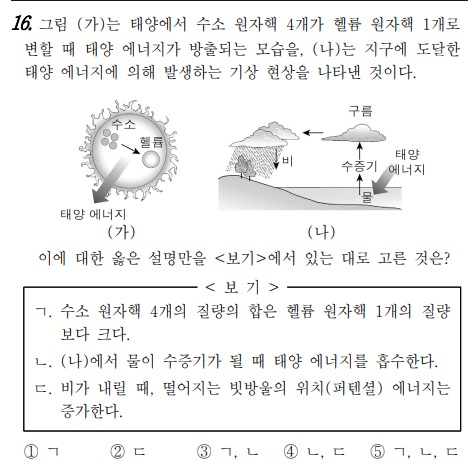 16. 그림 (가)는 태양에서 수소 원자핵 4개가 헬륨 원자핵 1개로
변할 때 태양 에너지가 방출되는 모습을, (나)는 지구에 도달한
태양 에너지에 의해 발생하는 기상 현상을 나타낸 것이다.
수소
헬륨
태양 에너지
(가)
구름
비
수증기
태양
에너지
물
(나)
이에 대한 옳은 설명만을 <보기>에서 있는 대로 고른 것은?
< 보 기 >
ㄱ. 수소 원자핵 4개의 질량의 합은 헬륨 원자핵 1개의 질량
보다 크다.
ㄴ. (나)에서 물이 수증기가 될 때 태양 에너지를 흡수한다.
ㄷ. 비가 내릴 때, 떨어지는 빗방울의 위치(퍼텐셜) 에너지는
증가한다.
① ㄱ ② ㄷ ③ ㄱ, ㄴ ④ ㄴ, ㄷ ⑤ ㄱ, ㄴ, ㄷ